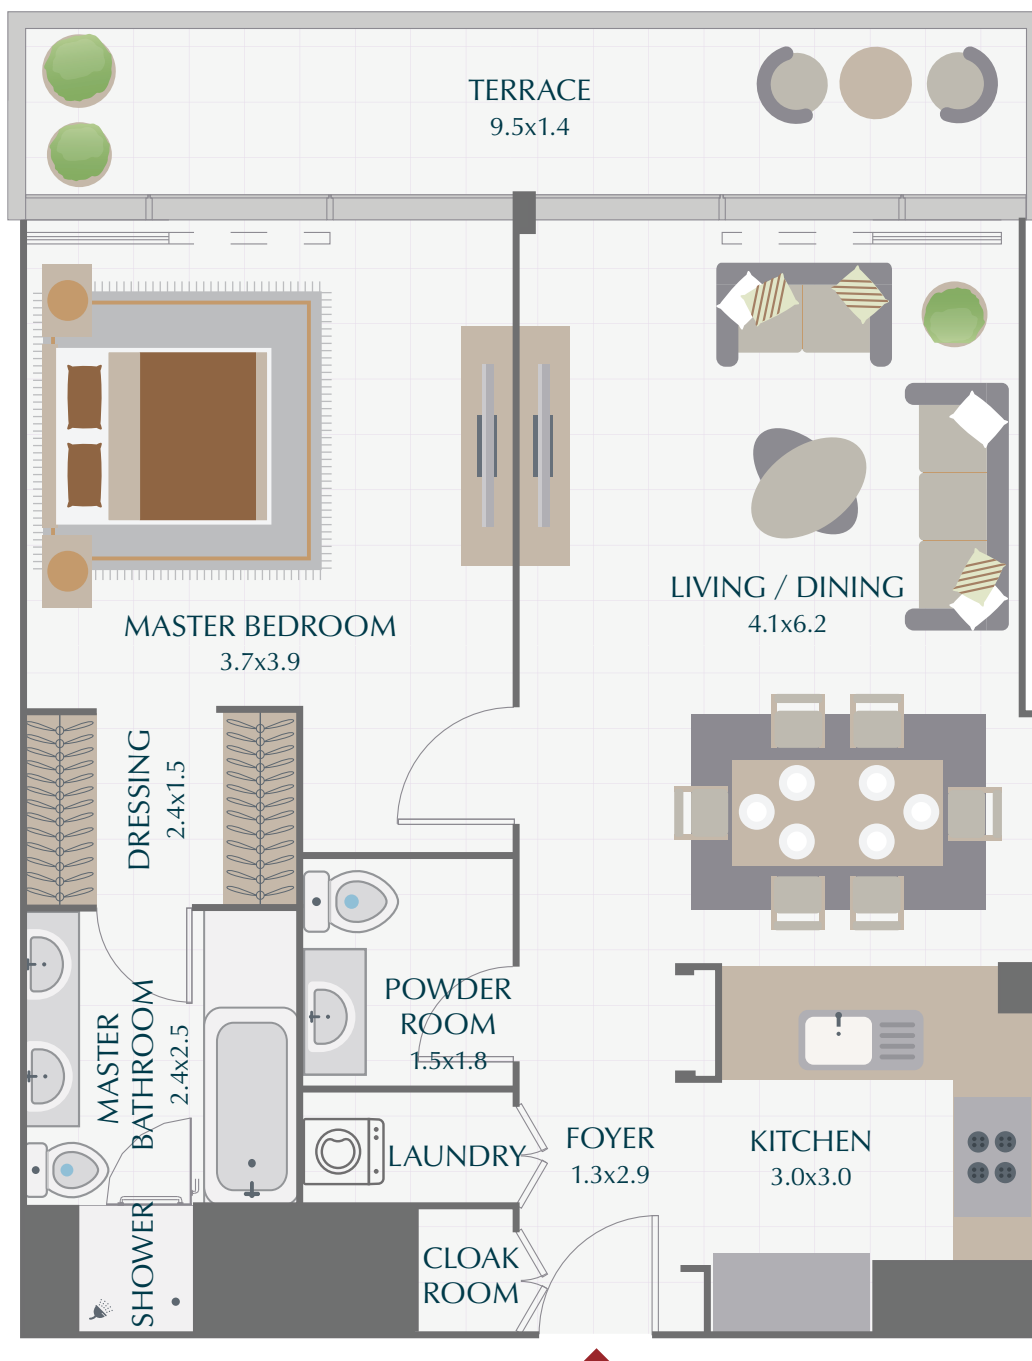 TERRACE
9.5x1.4
LIVING / DINING
4.1x6.2
MASTER BEDROOM
3.7x3.9
DRESSING
2.4x1.5
POWDER
ROOM
1.5x1.8
MASTER
BATHROOM
2.4x2.5
LAUNDRY
FOYER
1.3x2.9
KITCHEN
3.0x3.0
SHOWER
CLOAK
ROOM